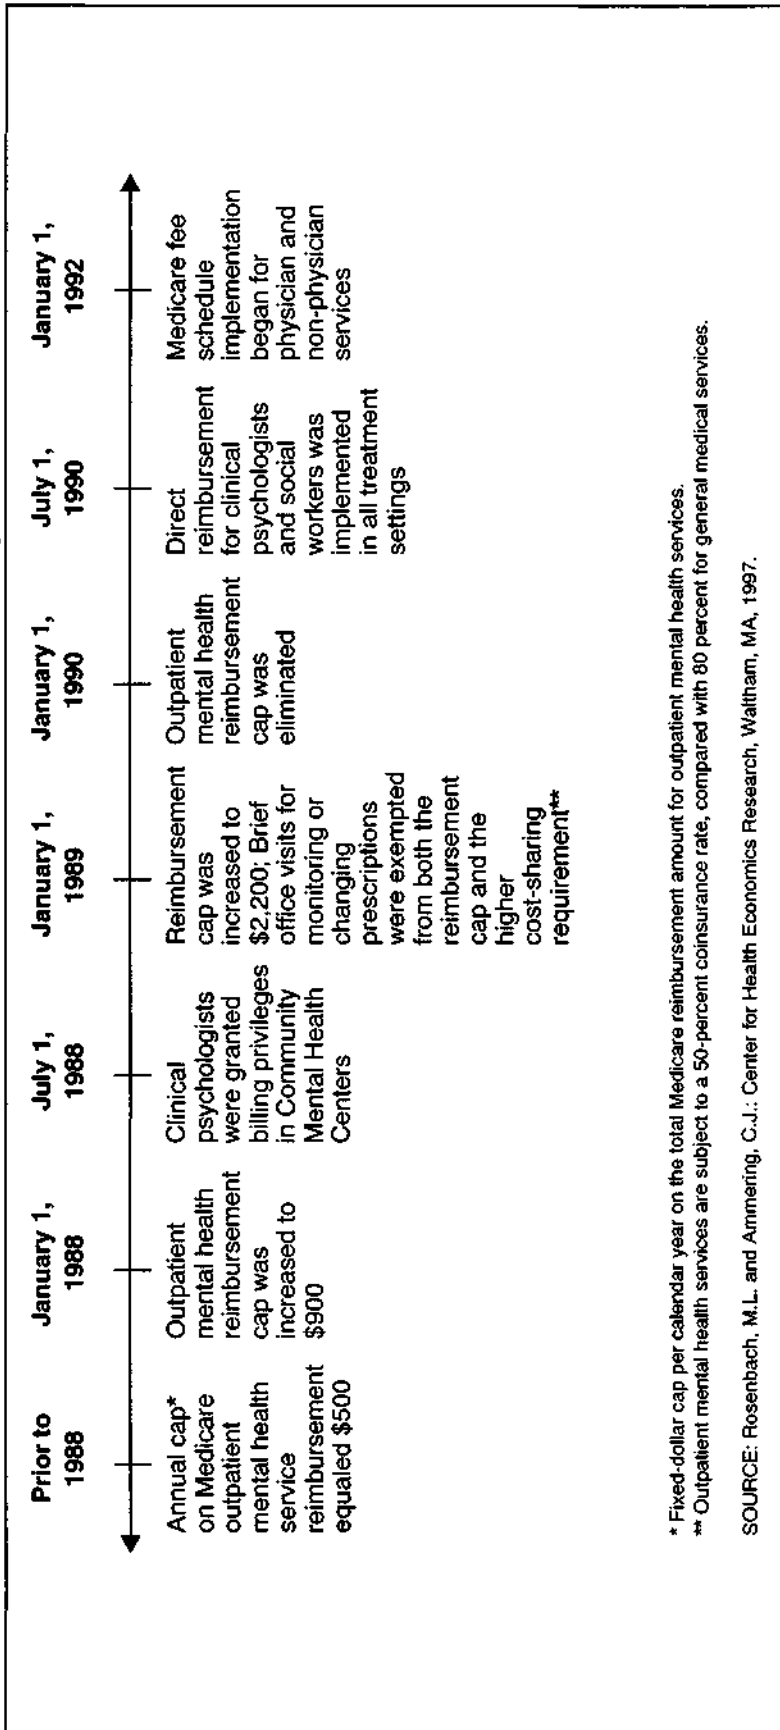 Prior to
1988
Annual cap*
on Medicare
outpatient
mental health
service
reimbursement
equaled $500
January 1,
1988
Outpatient
mental health
reimbursement
cap was
increased to
$900
July 1,
1988
Clinical
psychologists
were granted
billing privileges
in Community
Mental Health
Centers
January 1,
1989
Reimbursement
cap was
increased to
$2,200; Brief
office visits for
monitoring or
changing
prescriptions
were exempted
from both the
reimbursement
cap and the
higher
cost-sharing
requirement**
January 1,
1990
Outpatient
mental health
reimbursement
cap was
eliminated
July 1,
1990
Direct
reimbursement
for clinical
psychologists
and social
workers was
implemented
in all treatment
settings
January 1,
1992
Medicare fee
schedule
implementation
began for
physician and
non-physician
services
* Fixed-dollar cap per calendar year on the total Medicare reimbursement amount for outpatient mental health services.
** Outpatient mental health services are subject to a 50-percent coinsurance rate, compared with 80 percent for general medical services.
SOURCE: Rosenbach, M.L. and Ammering, C.J.: Center for Health Economics Research, Waltham, MA, 1997.